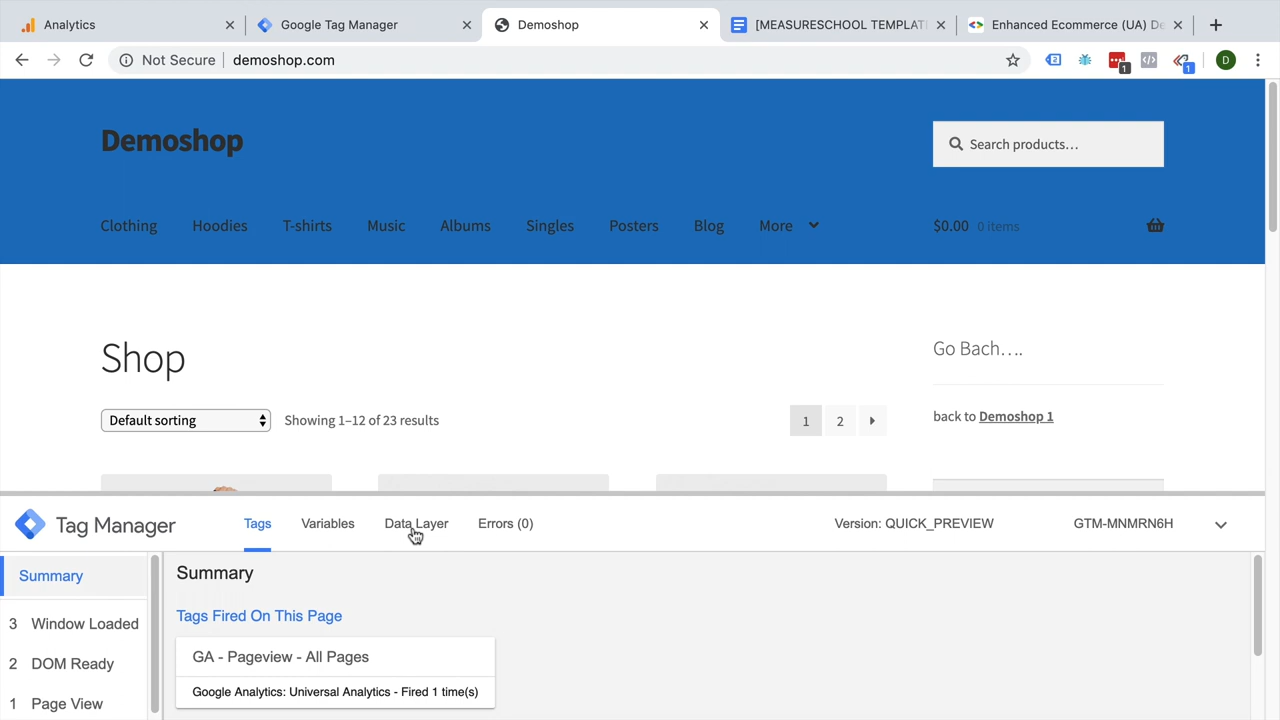 Analytics
Google Tag Manager
Demoshop
[MEASURESCHOOL TEMPLAT
Enhanced Ecommerce (UA) De
Not Secure
demoshop.com
2
1
1
D
Demoshop
Search products…
Clothing
Hoodies
T-shirts
Music
Albums
Singles
Posters
Blog
More
$0.00 0 items
Shop
Go Bach….
Default sorting
Showing 1–12 of 23 results
1
2
back to Demoshop 1
Tag Manager
Tags
Variables
Data Layer
Errors (0)
Version: QUICK_PREVIEW
GTM-MNMRN6H
Summary
3 Window Loaded
2 DOM Ready
1 Page View
Summary
Tags Fired On This Page
GA - Pageview - All Pages
Google Analytics: Universal Analytics - Fired 1 time(s)